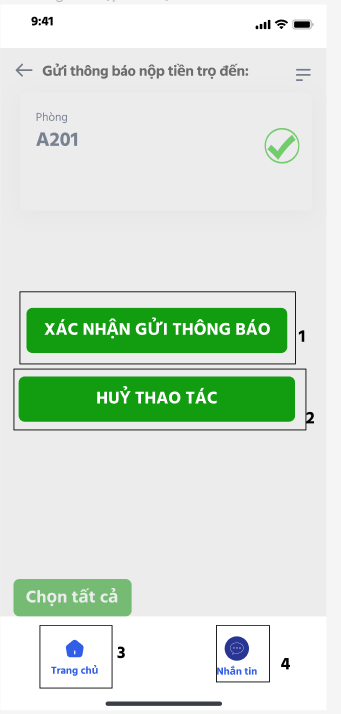 9:41
Gửi thông báo nộp tiền trọ đến:
Phòng
A201
XÁC NHẬN GỬI THÔNG BÁO
1
HUỶ THAO TÁC
2
Chọn tất cả
Trang chủ
3
Nhắn tin
4